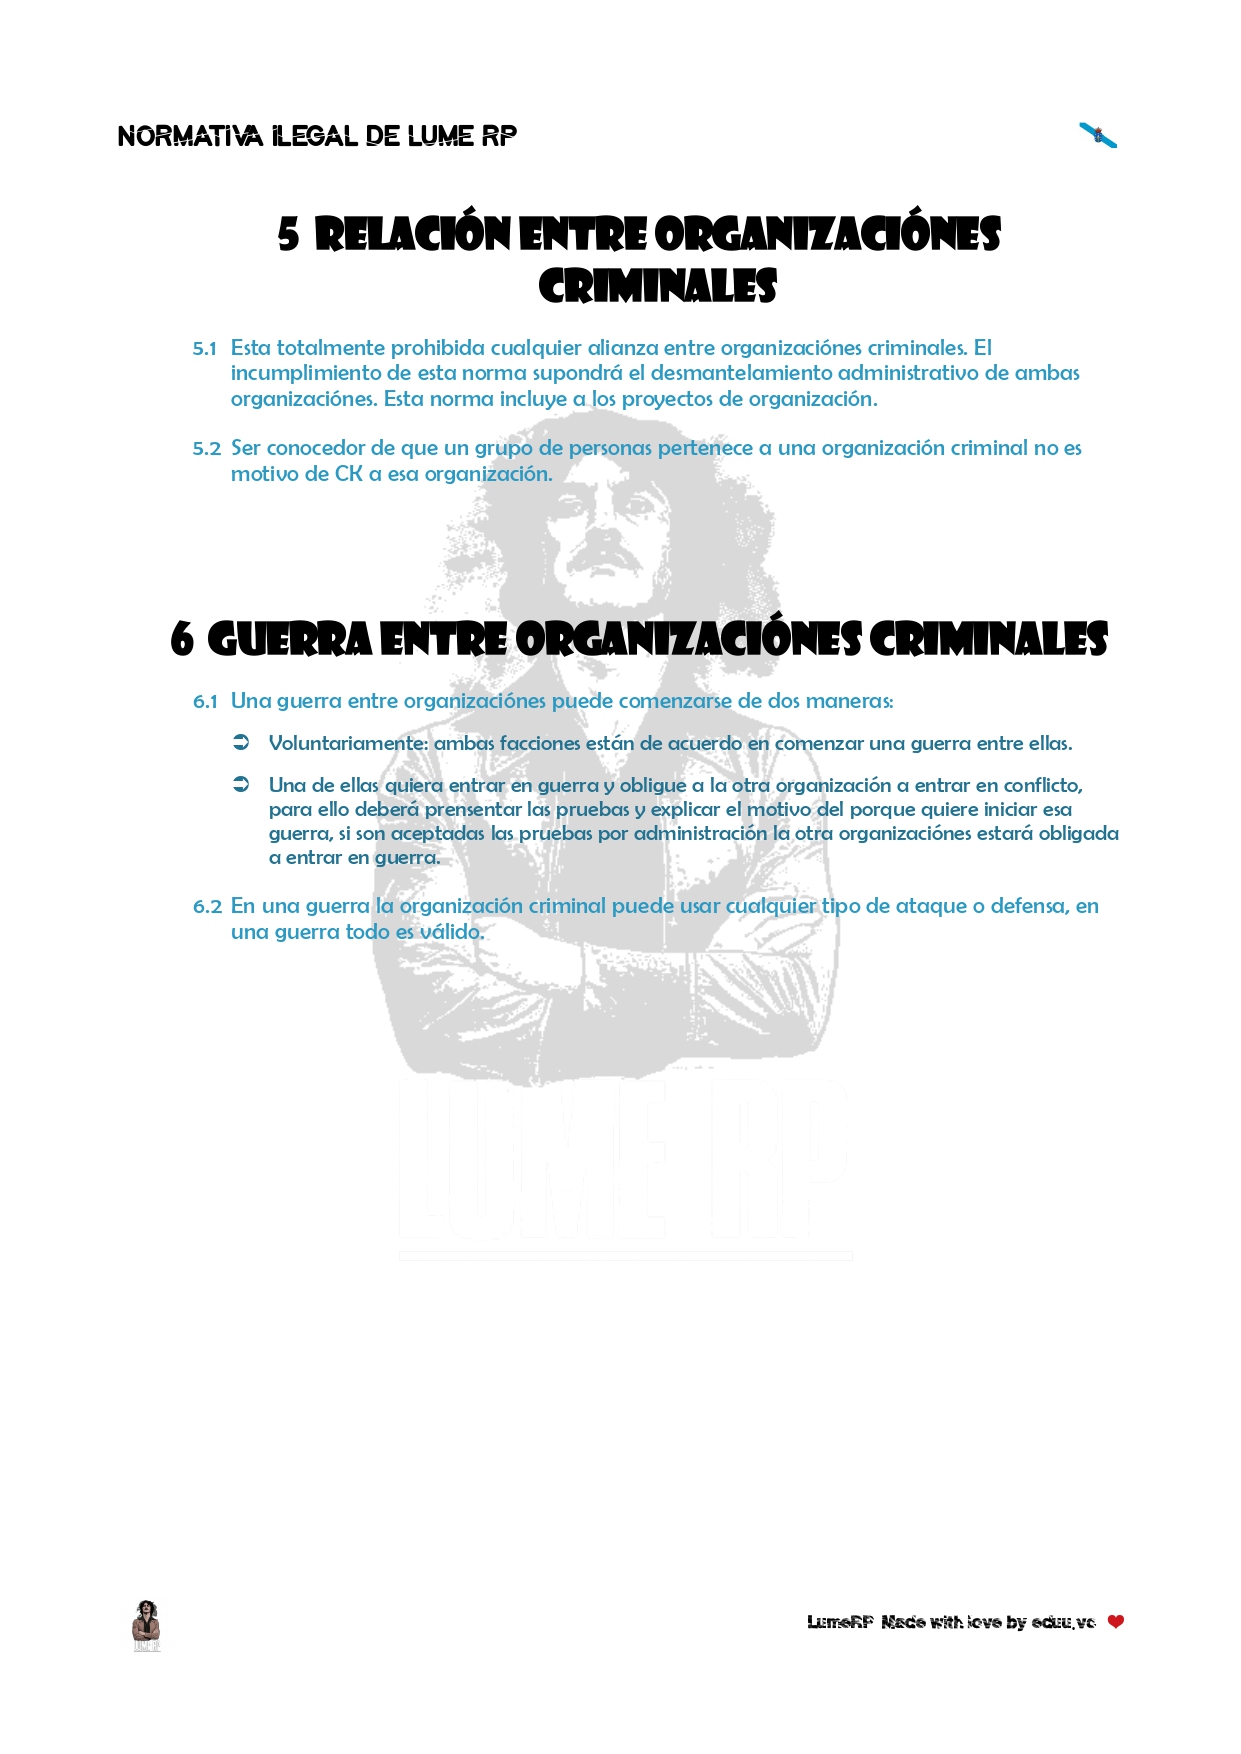 NORMATIVA ILEGAL DE LUME RP
5 RELACIÓN ENTRE ORGANIZACIÓNES
CRIMINALES
5.1 Esta totalmente prohibida cualquier alianza entre organizaciónes criminales. El
incumplimiento de esta norma supondrá el desmantelamiento administrativo de ambas
organizaciónes. Esta norma incluye a los proyectos de organización.
5.2 Ser conocedor de que un grupo de personas pertenece a una organización criminal no es
motivo de CK a esa organización.
6 GUERRA ENTRE ORGANIZACIÓNES CRIMINALES
6.1 Una guerra entre organizaciónes puede comenzarse de dos maneras:
➲ Voluntariamente: ambas facciones están de acuerdo en comenzar una guerra entre ellas.
➲ Una de ellas quiera entrar en guerra y obligue a la otra organización a entrar en conflicto,
para ello deberá prensentar las pruebas y explicar el motivo del porque quiere iniciar esa
guerra, si son aceptadas las pruebas por administración la otra organizaciónes estará obligada
a entrar en guerra.
6.2 En una guerra la organización criminal puede usar cualquier tipo de ataque o defensa, en
una guerra todo es válido.
LUME RP
LUME RP
LumeRP Made with love by eduu.vc ❤